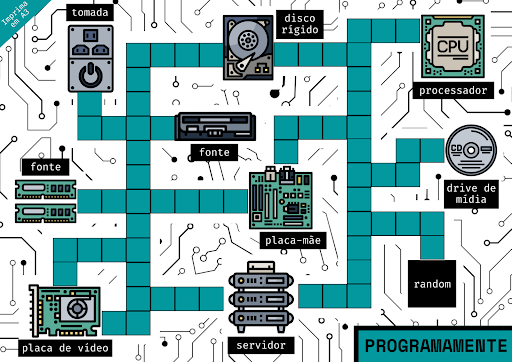 Imprima
em A3
tomada
disco
rígido
CPU
processador
fonte
CD
fonte
drive de
mídia
placa-mãe
random
placa de vídeo
servidor
PROGRAMAMENTE